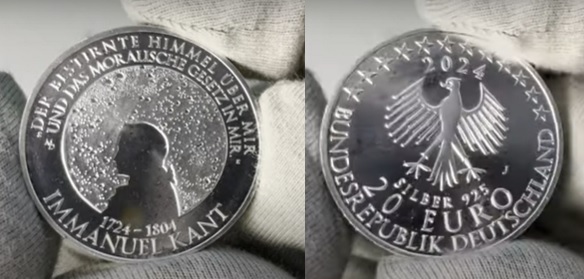 „DER BESTIRNTE HIMMEL ÜBER MIR
UND DAS MORALISCHE GESETZ IN MIR.“
1724 – 1804
IMMANUEL KANT
2024
J
SILBER 925
20 EURO
BUNDESREPUBLIK DEUTSCHLAND